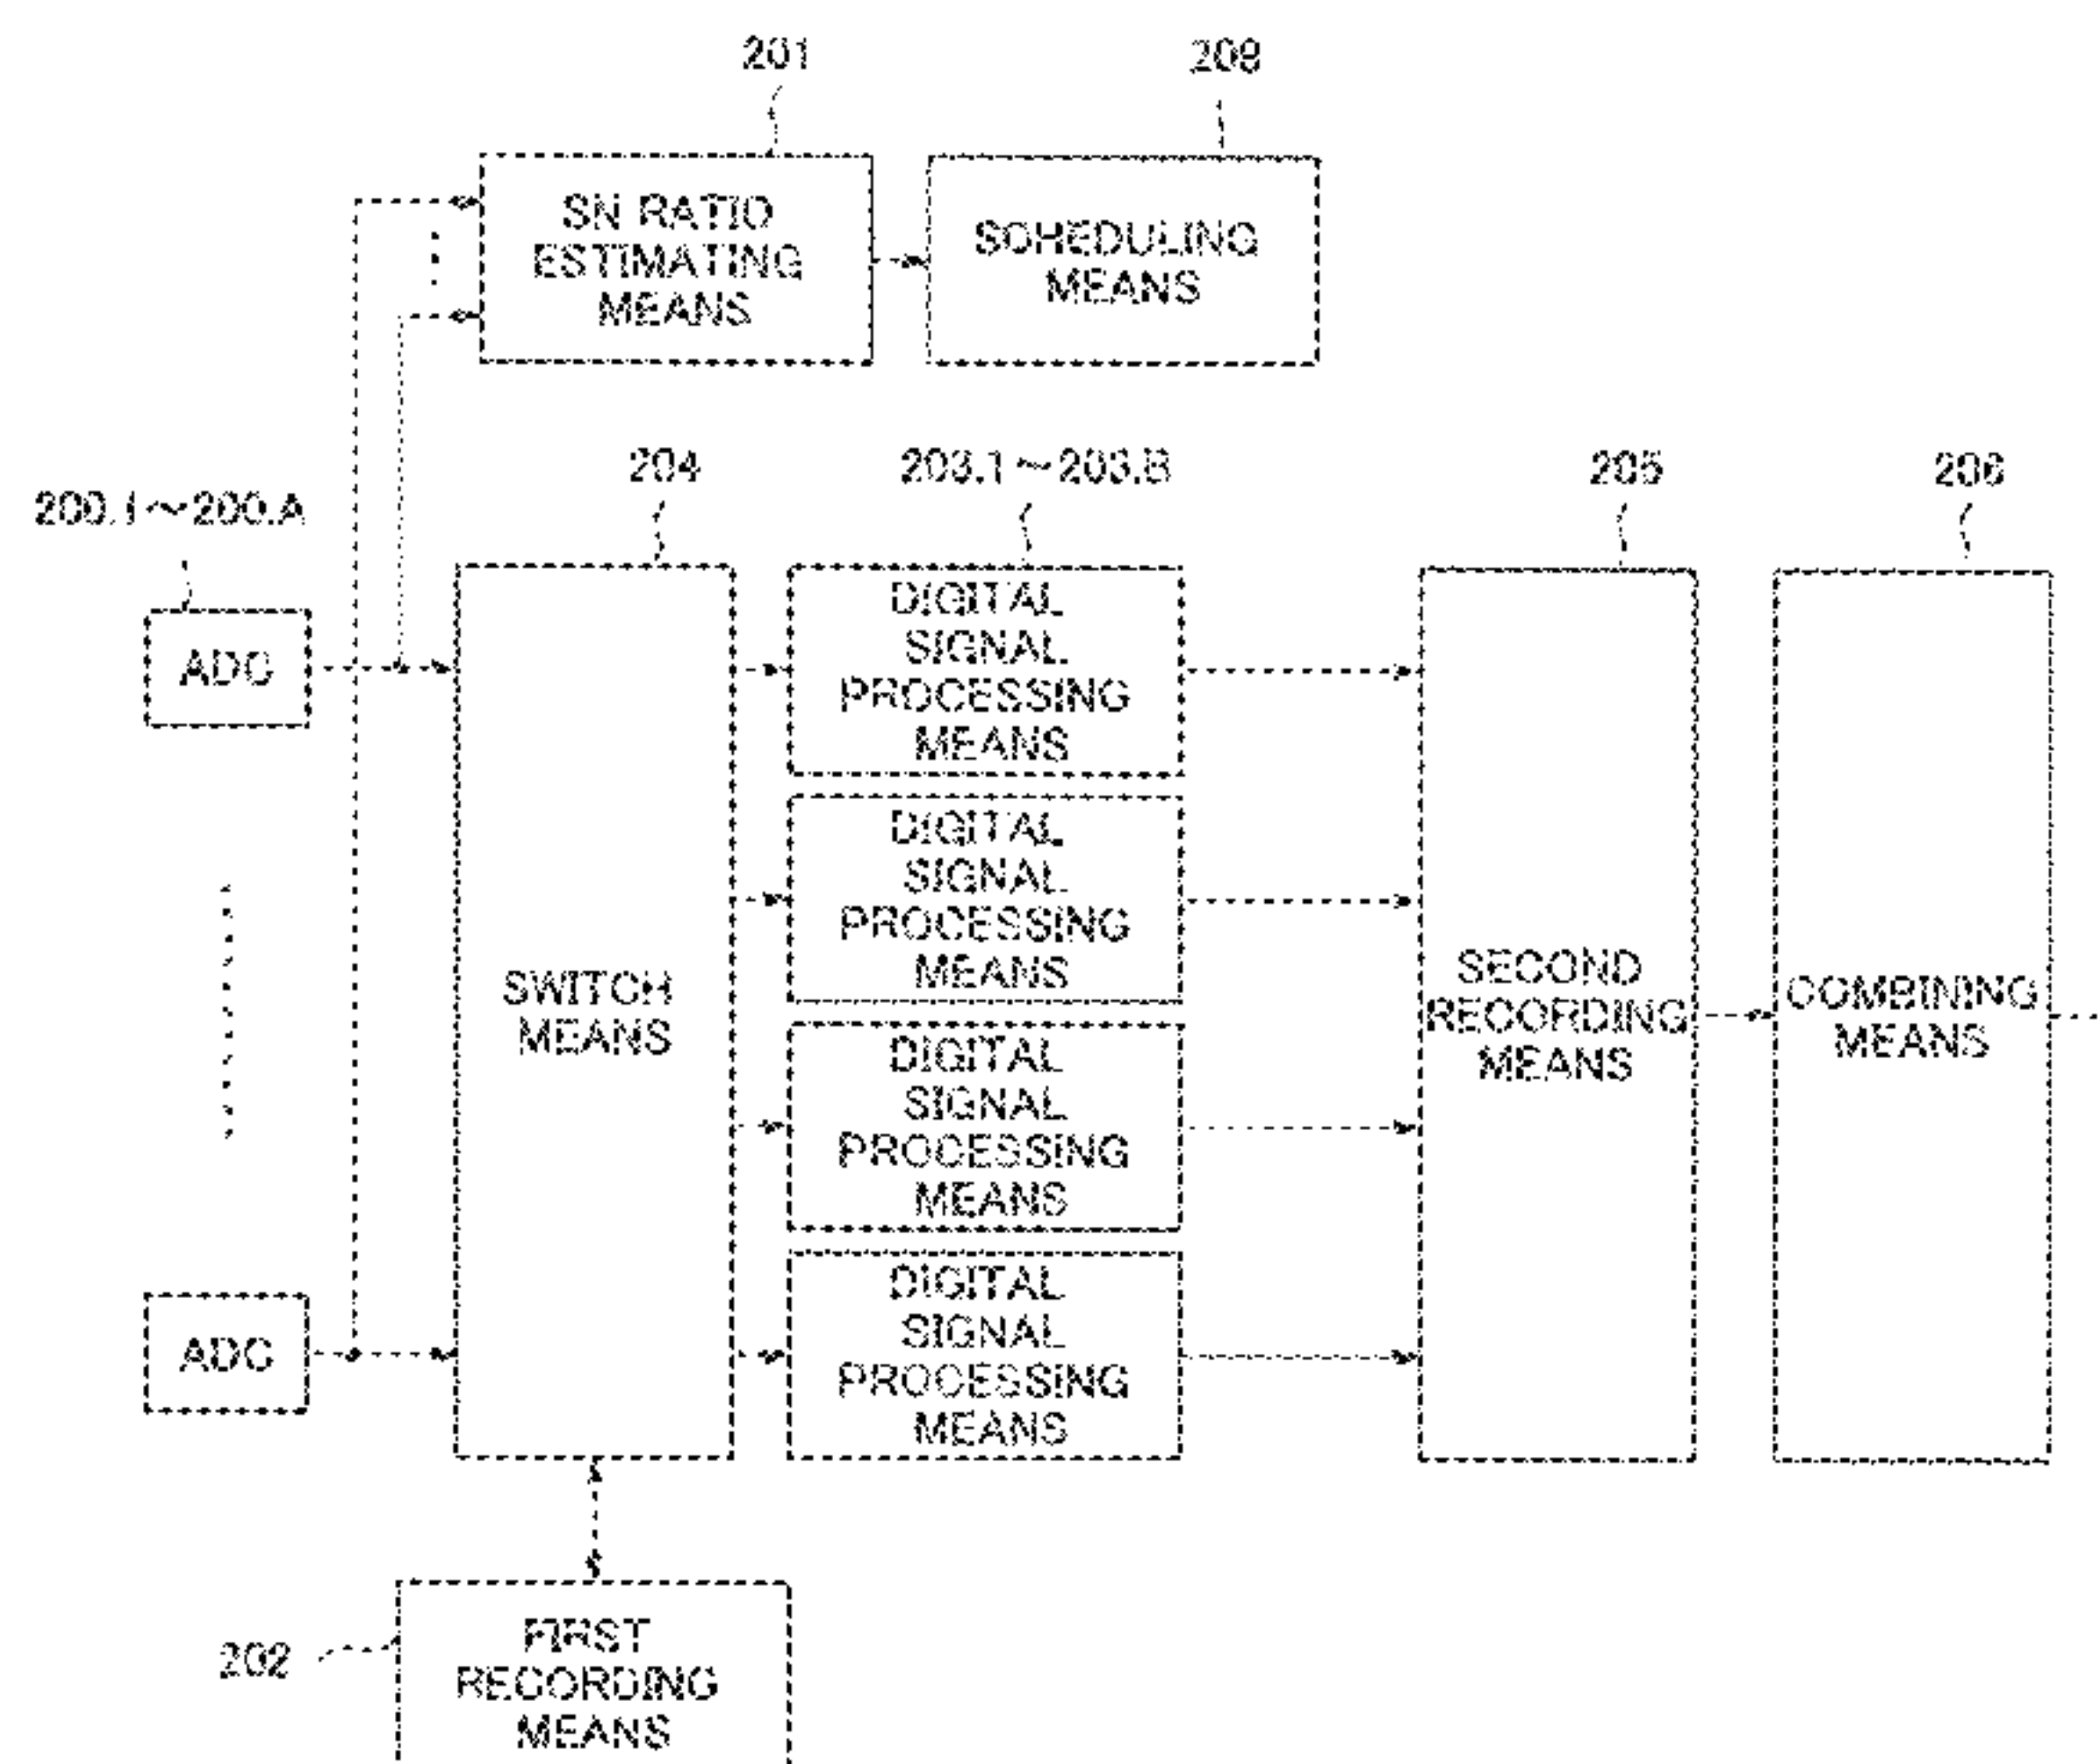 201
208
SN RATIO
ESTIMATING
MEANS
SCHEDULING
MEANS
200.1~200.A
204
203.1~203.B
205
206
ADC
ADC
SWITCH
MEANS
DIGITAL
SIGNAL
PROCESSING
MEANS
DIGITAL
SIGNAL
PROCESSING
MEANS
DIGITAL
SIGNAL
PROCESSING
MEANS
DIGITAL
SIGNAL
PROCESSING
MEANS
SECOND
RECORDING
MEANS
COMBINING
MEANS
202
FIRST
RECORDING
MEANS